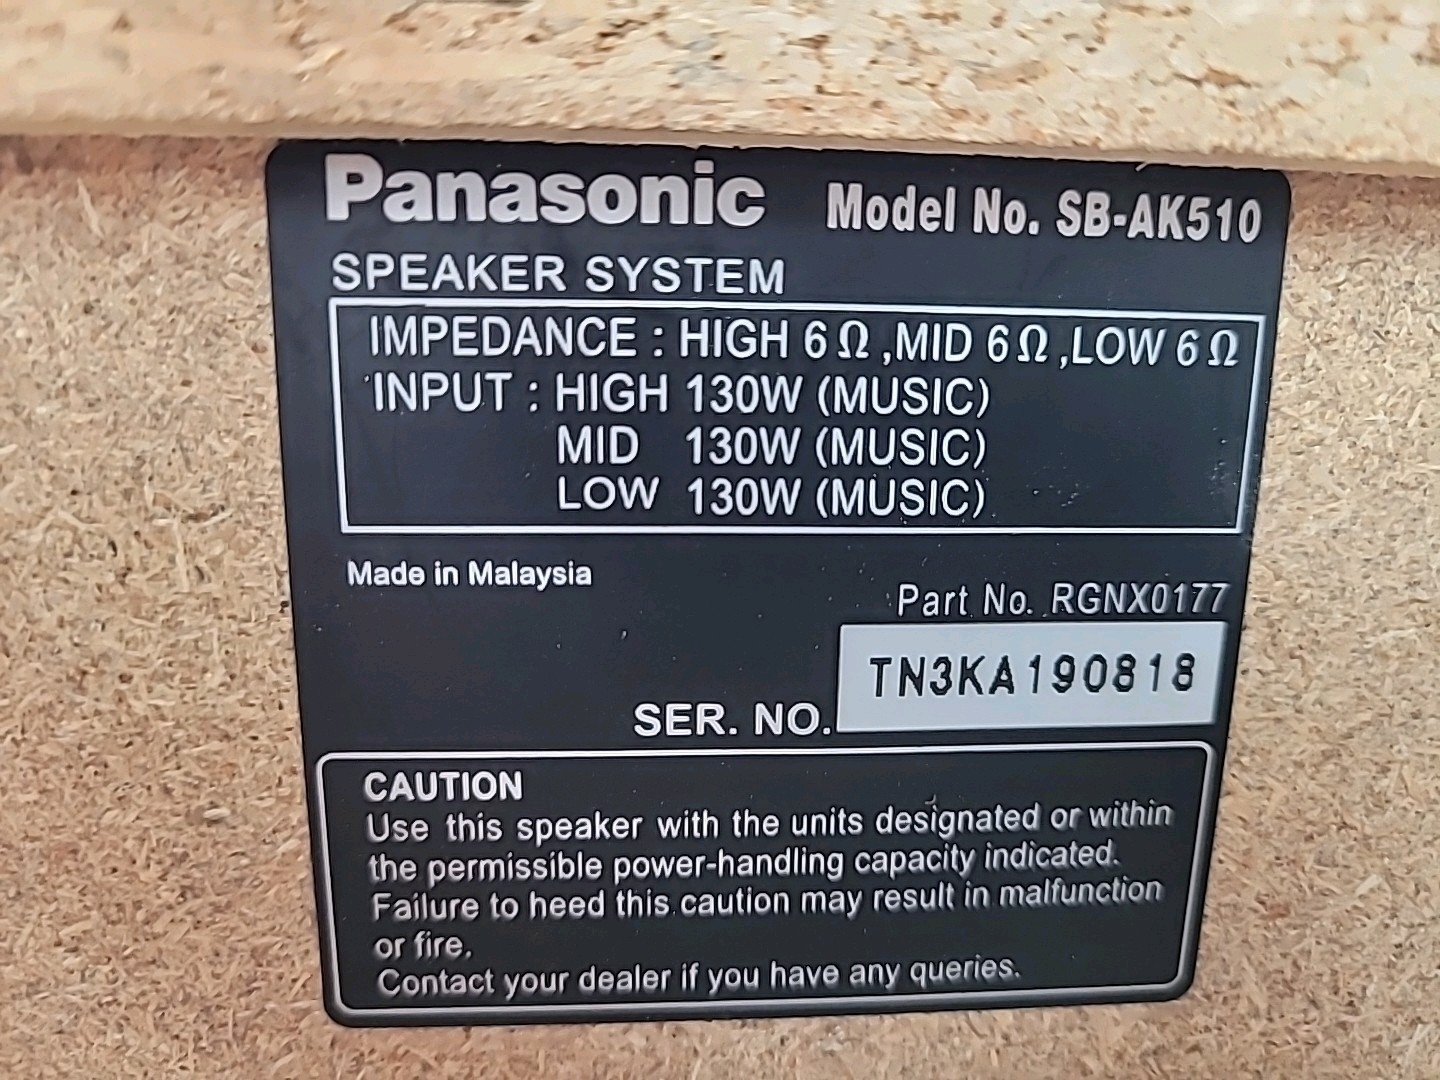 Panasonic Model No. SB-AK510
SPEAKER SYSTEM
IMPEDANCE : HIGH 6 Ω ,MID 6 Ω ,LOW 6 Ω
INPUT : HIGH 130W (MUSIC)
MID 130W (MUSIC)
LOW 130W (MUSIC)
Made in Malaysia
Part No. RGNX0177
SER. NO. TN3KA190818
CAUTION
Use this speaker with the units designated or within
the permissible power-handling capacity indicated.
Failure to heed this caution may result in malfunction
or fire.
Contact your dealer if you have any queries.